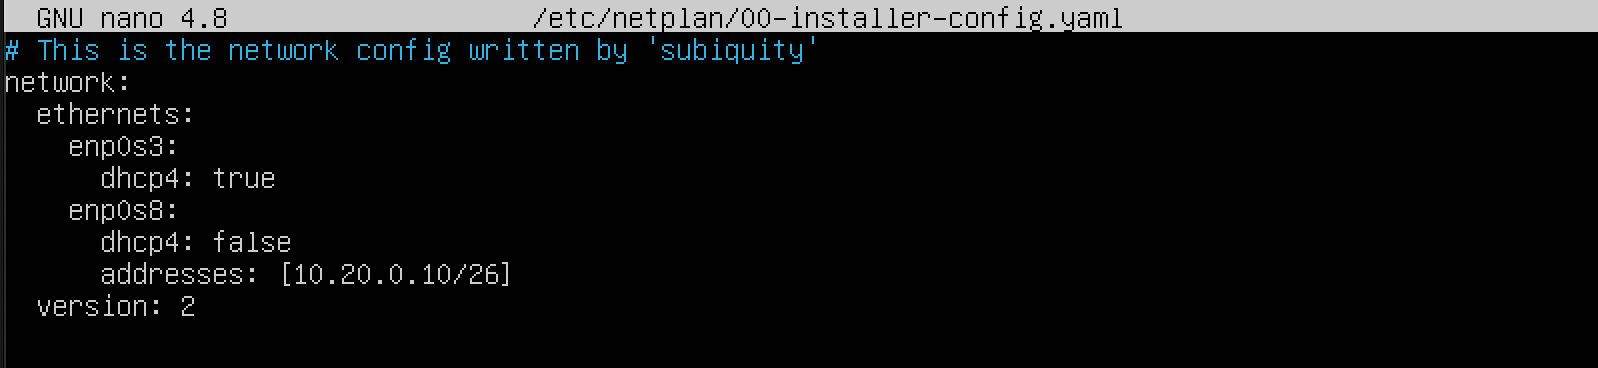 GNU nano 4.8 /etc/netplan/00-installer-config.yaml
# This is the network config written by 'subiquity'
network:
  ethernets:
    enp0s3:
      dhcp4: true
    enp0s8:
      dhcp4: false
      addresses: [10.20.0.10/26]
  version: 2